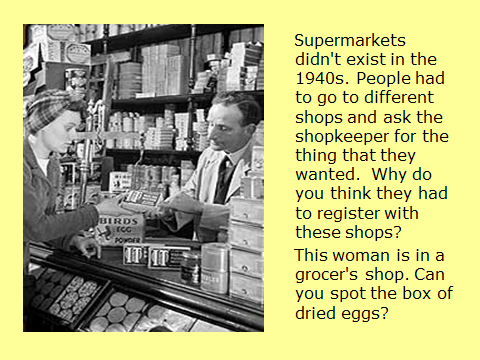 Supermarkets
didn't exist in the
1940s. People had
to go to different
shops and ask the
shopkeeper for the
thing that they
wanted.  Why do
you think they had
to register with
these shops?
This woman is in a
grocer's shop. Can
you spot the box of
dried eggs?
BIRD'S
EGG
POWDER